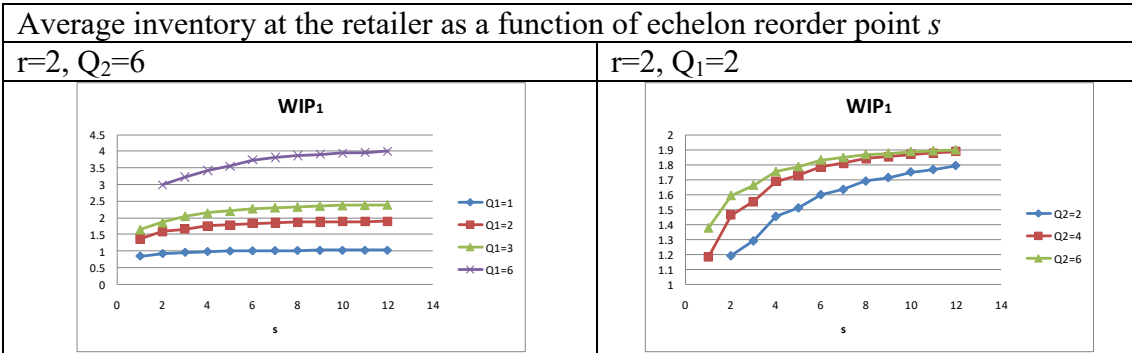 Average inventory at the retailer as a function of echelon reorder point s
r=2, Q₂=6
r=2, Q₁=2
WIP₁
4.5
4
3.5
3
2.5
2
1.5
1
0.5
0
0 2 4 6 8 10 12 14
s
Q1=1
Q1=2
Q1=3
Q1=6
WIP₁
2
1.9
1.8
1.7
1.6
1.5
1.4
1.3
1.2
1.1
1
0 2 4 6 8 10 12 14
s
Q2=2
Q2=4
Q2=6